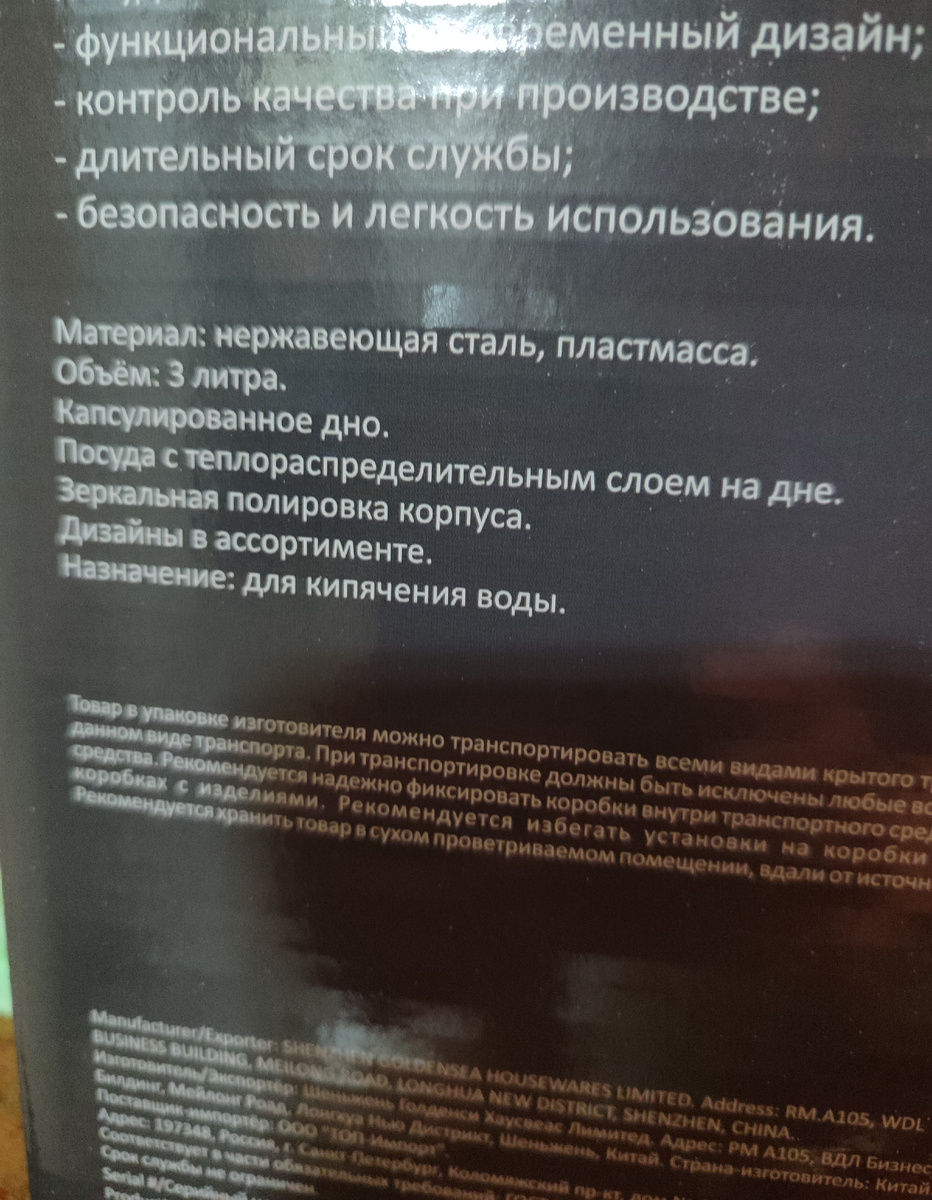 - функциональный современный дизайн;
- контроль качества при производстве;
- длительный срок службы;
- безопасность и легкость использования.
Материал: нержавеющая сталь, пластмасса.
Объём: 3 литра.
Капсулированное дно.
Посуда с теплораспределительным слоем на дне.
Зеркальная полировка корпуса.
Дизайны в ассортименте.
Назначение: для кипячения воды.
Товар в упаковке изготовителя можно транспортировать всеми видами крытого
данном виде транспорта. При транспортировке должны быть исключены любые
средства. Рекомендуется надежно фиксировать коробки внутри транспортного
коробках с изделиями. Рекомендуется избегать установки на коробки
Рекомендуется хранить товар в сухом проветриваемом помещении, вдали от
Manufacturer/Exporter: SHENZHEN GOLDENSEA HOUSEWARES LIMITED. Address: RM.A105, WDL
BUSINESS BUILDING, MEILONG ROAD, LONGHUA NEW DISTRICT, SHENZHEN, CHINA.
Изготовитель/Экспортёр: Шеньжень Голденси Хаусвеас Лимитед. Адрес: РМ А105, ВДЛ Бизнес
Билдинг, Мейлонг Роад, Лонгхуа Нью Дистрикт, Шеньжень, Китай. Страна-изготовитель: Китай
Поставщик-импортёр: ООО "ТОП-Импорт".
Адрес: 197348, Россия, г. Санкт-Петербург, Коломяжский пр-кт,
Соответствует в части обязательных требований
Срок службы не ограничен.
Serial #/Серийный